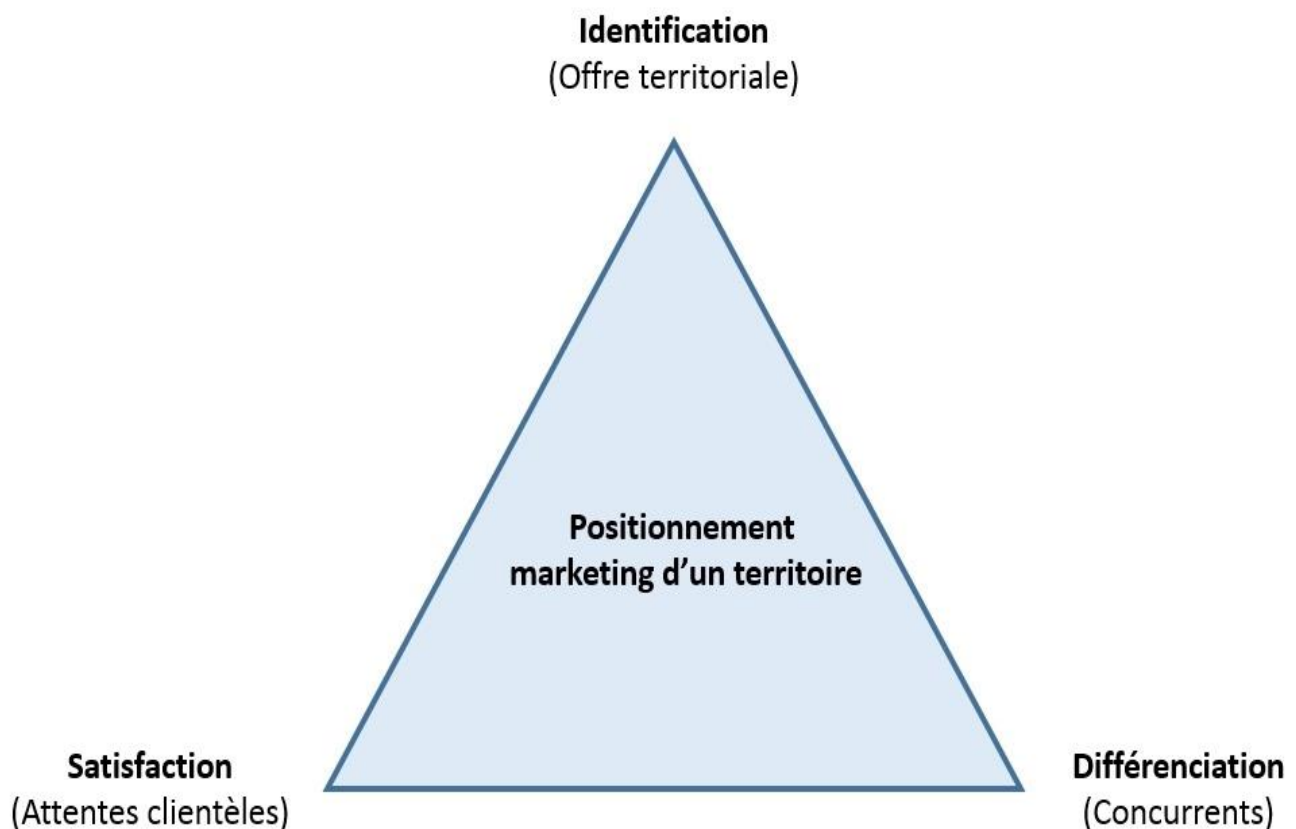 Identification
(Offre territoriale)
Positionnement
marketing d'un territoire
Satisfaction
(Attentes clientèles)
Différenciation
(Concurrents)